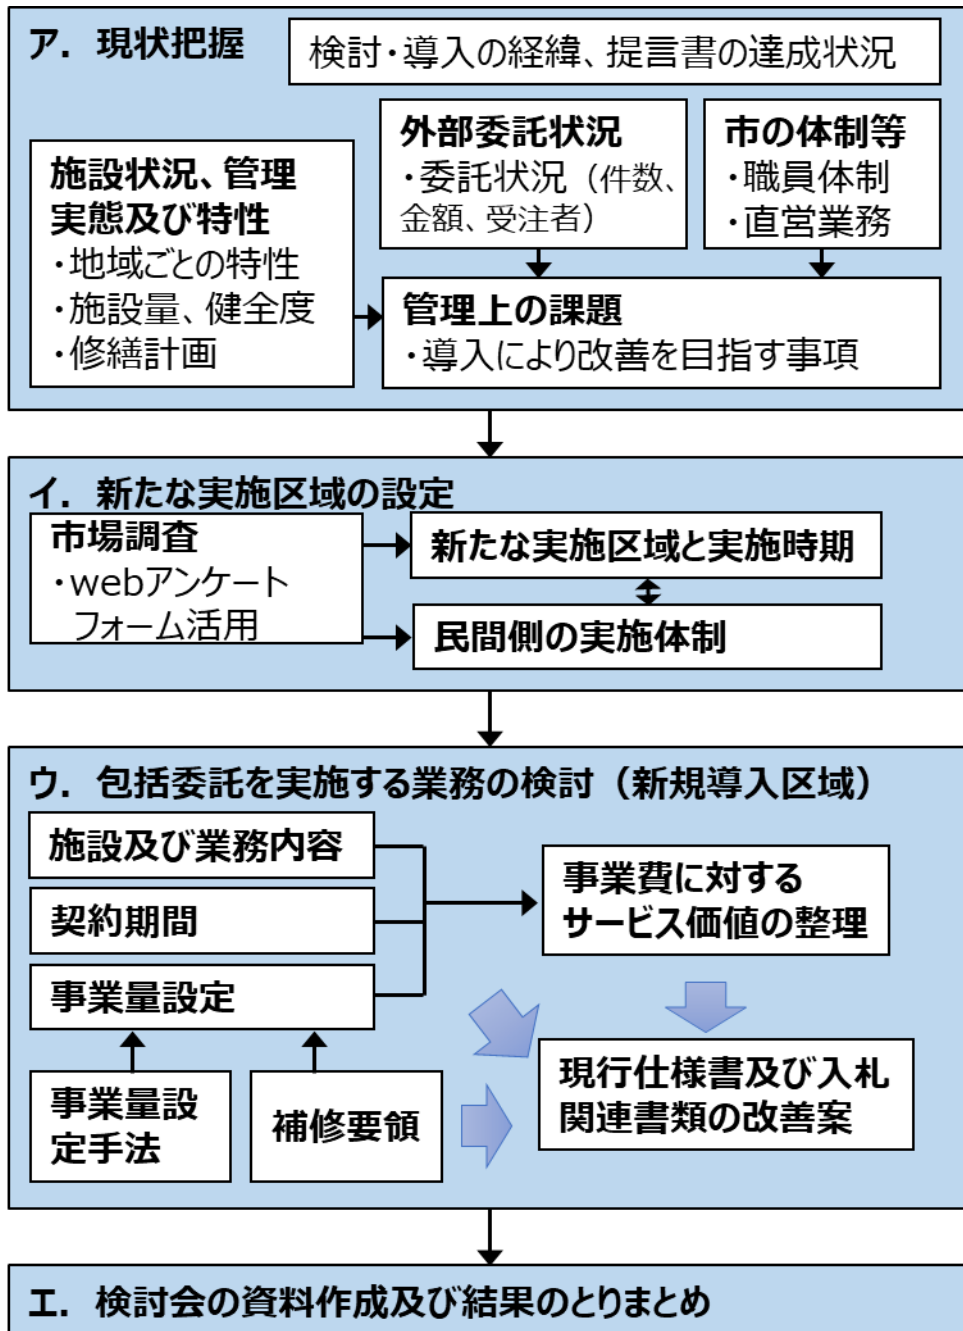 ア．現状把握
検討・導入の経緯、提言書の達成状況
施設状況、管理
実態及び特性
・地域ごとの特性
・施設量、健全度
・修繕計画
外部委託状況
・委託状況（件数、
金額、受注者）
市の体制等
・職員体制
・直営業務
管理上の課題
・導入により改善を目指す事項
イ．新たな実施区域の設定
市場調査
・webアンケート
フォーム活用
新たな実施区域と実施時期
民間側の実施体制
ウ．包括委託を実施する業務の検討（新規導入区域）
施設及び業務内容
契約期間
事業量設定
事業量設
定手法
補修要領
事業費に対する
サービス価値の整理
現行仕様書及び入札
関連書類の改善案
エ．検討会の資料作成及び結果のとりまとめ